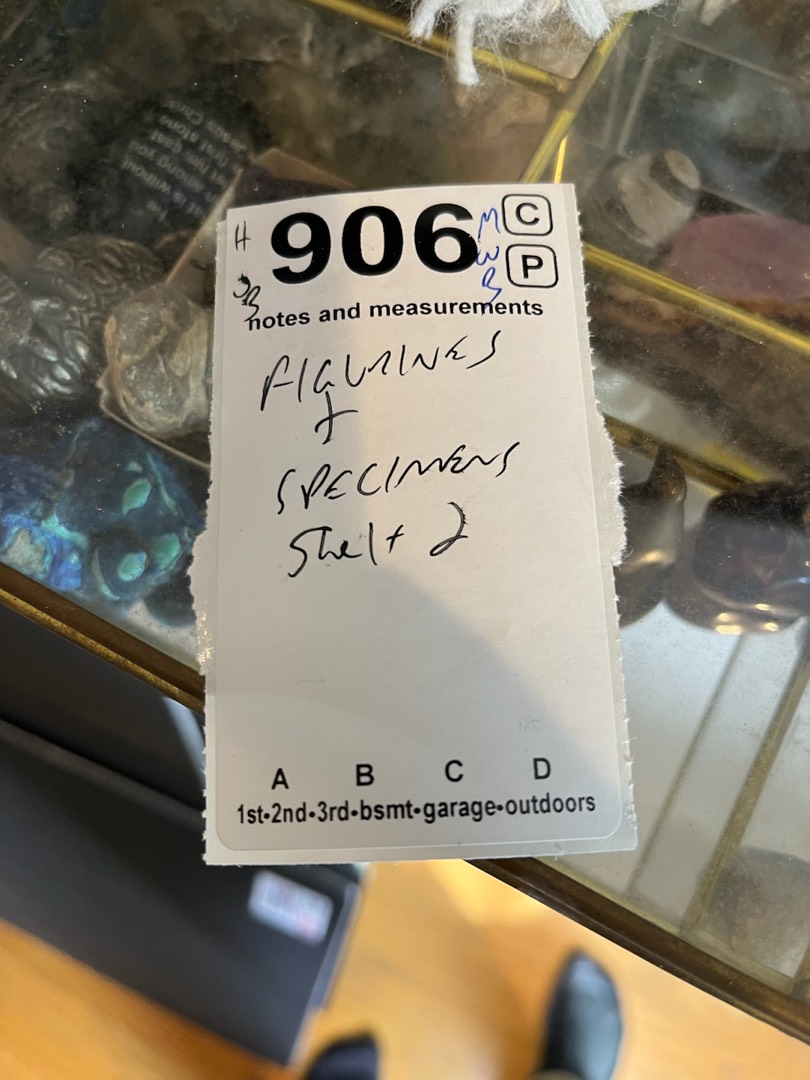 906
H
M
W
B
C
P
notes and measurements
FIGURINES
+
SPECIMENS
Shelf 2
A B C D
1st•2nd•3rd•bsmt•garage•outdoors